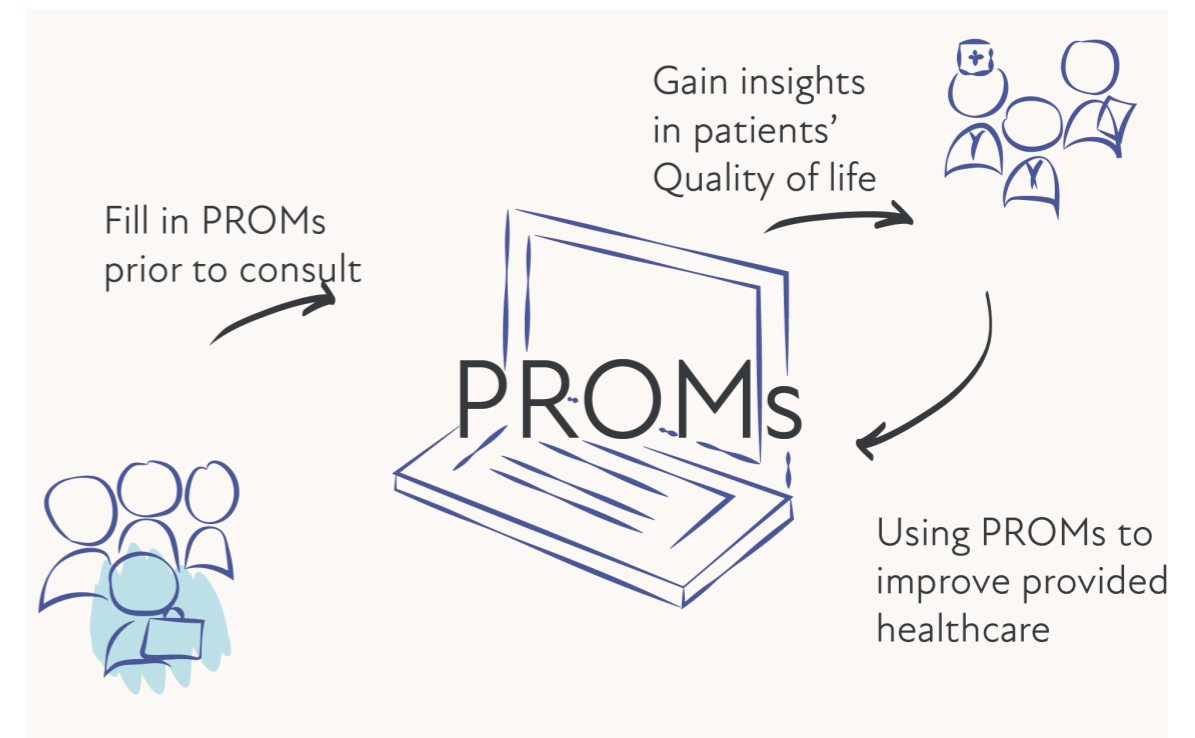 Fill in PROMs
prior to consult
Gain insights
in patients’
Quality of life
PROMs
Using PROMs to
improve provided
healthcare